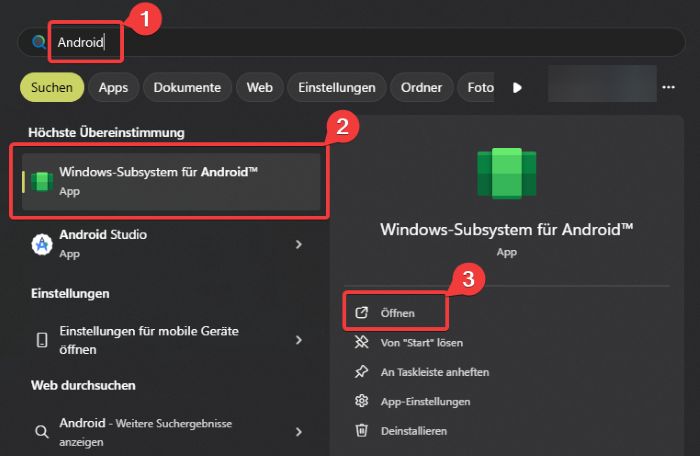 1
Android
Suchen Apps Dokumente Web Einstellungen Ordner Foto
Höchste Übereinstimmung
2
Windows-Subsystem für Android™
App
Android Studio
App
Einstellungen
Einstellungen für mobile Geräte
öffnen
Web durchsuchen
Android - Weitere Suchergebnisse
anzeigen
Windows-Subsystem für Android™
App
3
Öffnen
Von "Start" lösen
An Taskleiste anheften
App-Einstellungen
Deinstallieren